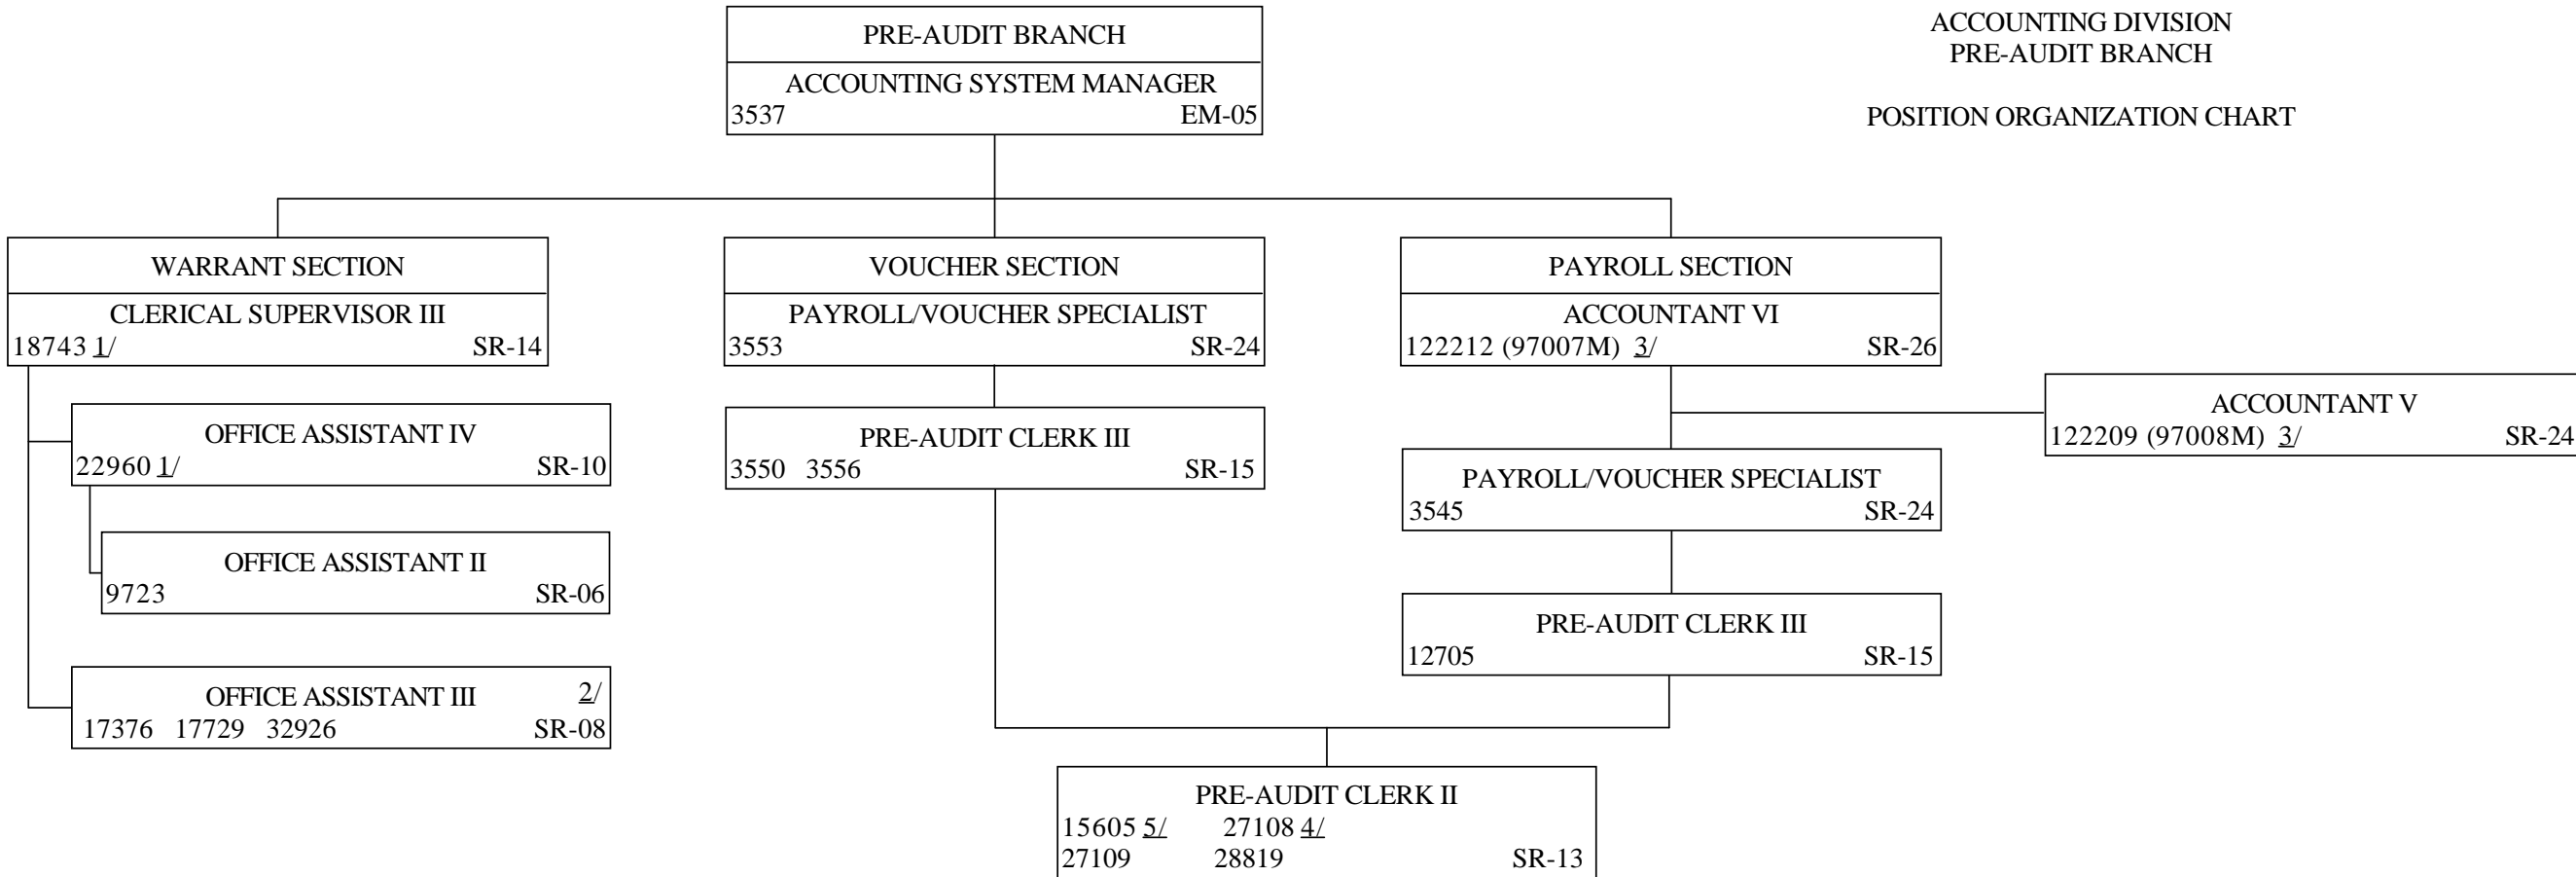 PRE-AUDIT BRANCH
ACCOUNTING SYSTEM MANAGER
3537 EM-05
ACCOUNTING DIVISION
PRE-AUDIT BRANCH
POSITION ORGANIZATION CHART
WARRANT SECTION
CLERICAL SUPERVISOR III
18743 1/ SR-14
OFFICE ASSISTANT IV
22960 1/ SR-10
OFFICE ASSISTANT II
9723 SR-06
OFFICE ASSISTANT III 2/
17376 17729 32926 SR-08
VOUCHER SECTION
PAYROLL/VOUCHER SPECIALIST
3553 SR-24
PRE-AUDIT CLERK III
3550 3556 SR-15
PAYROLL SECTION
ACCOUNTANT VI
122212 (97007M) 3/ SR-26
ACCOUNTANT V
122209 (97008M) 3/ SR-24
PAYROLL/VOUCHER SPECIALIST
3545 SR-24
PRE-AUDIT CLERK III
12705 SR-15
PRE-AUDIT CLERK II
15605 5/ 27108 4/
27109 28819 SR-13